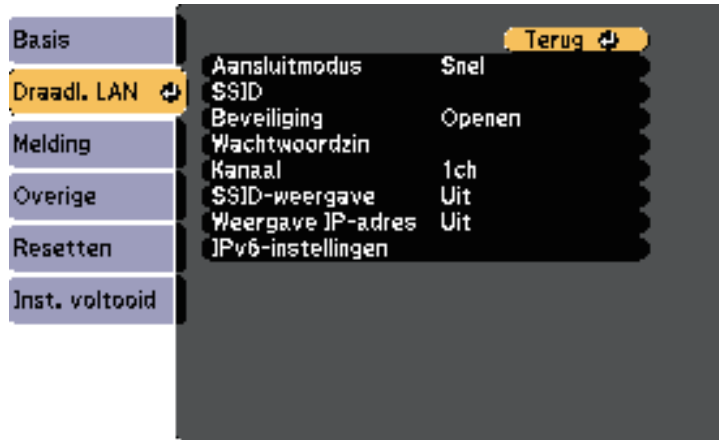 Basis
Draadl. LAN
Melding
Overige
Resetten
Inst. voltooid
Terug
Aansluitmodus Snel
SSID
Beveiliging Openen
Wachtwoordzin
Kanaal 1ch
SSID-weergave Uit
Weergave IP-adres Uit
IPv6-instellingen